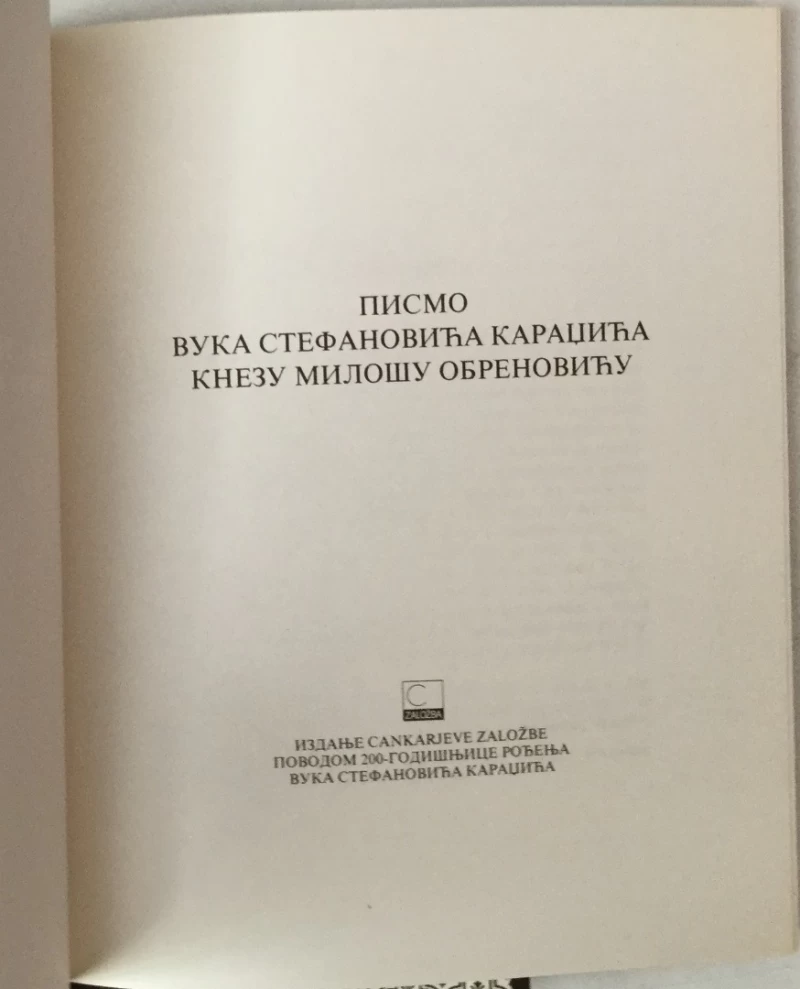 ПИСМО
ВУКА СТЕФАНОВИЋА КАРАЏИЋА
КНЕЗУ МИЛОШУ ОБРЕНОВИЋУ
C
ZALOŽBA
ИЗДАЊЕ CANKARJEVE ZALOŽBE
ПОВОДОМ 200-ГОДИШЊИЦЕ РОЂЕЊА
ВУКА СТЕФАНОВИЋА КАРАЏИЋА